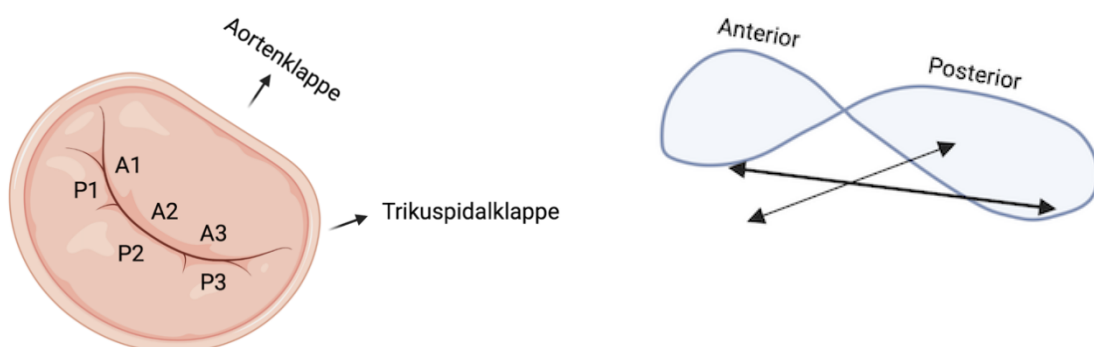 Aortenklappe
A1
P1
A2
A3
P2
P3
Trikuspidalklappe
Anterior
Posterior